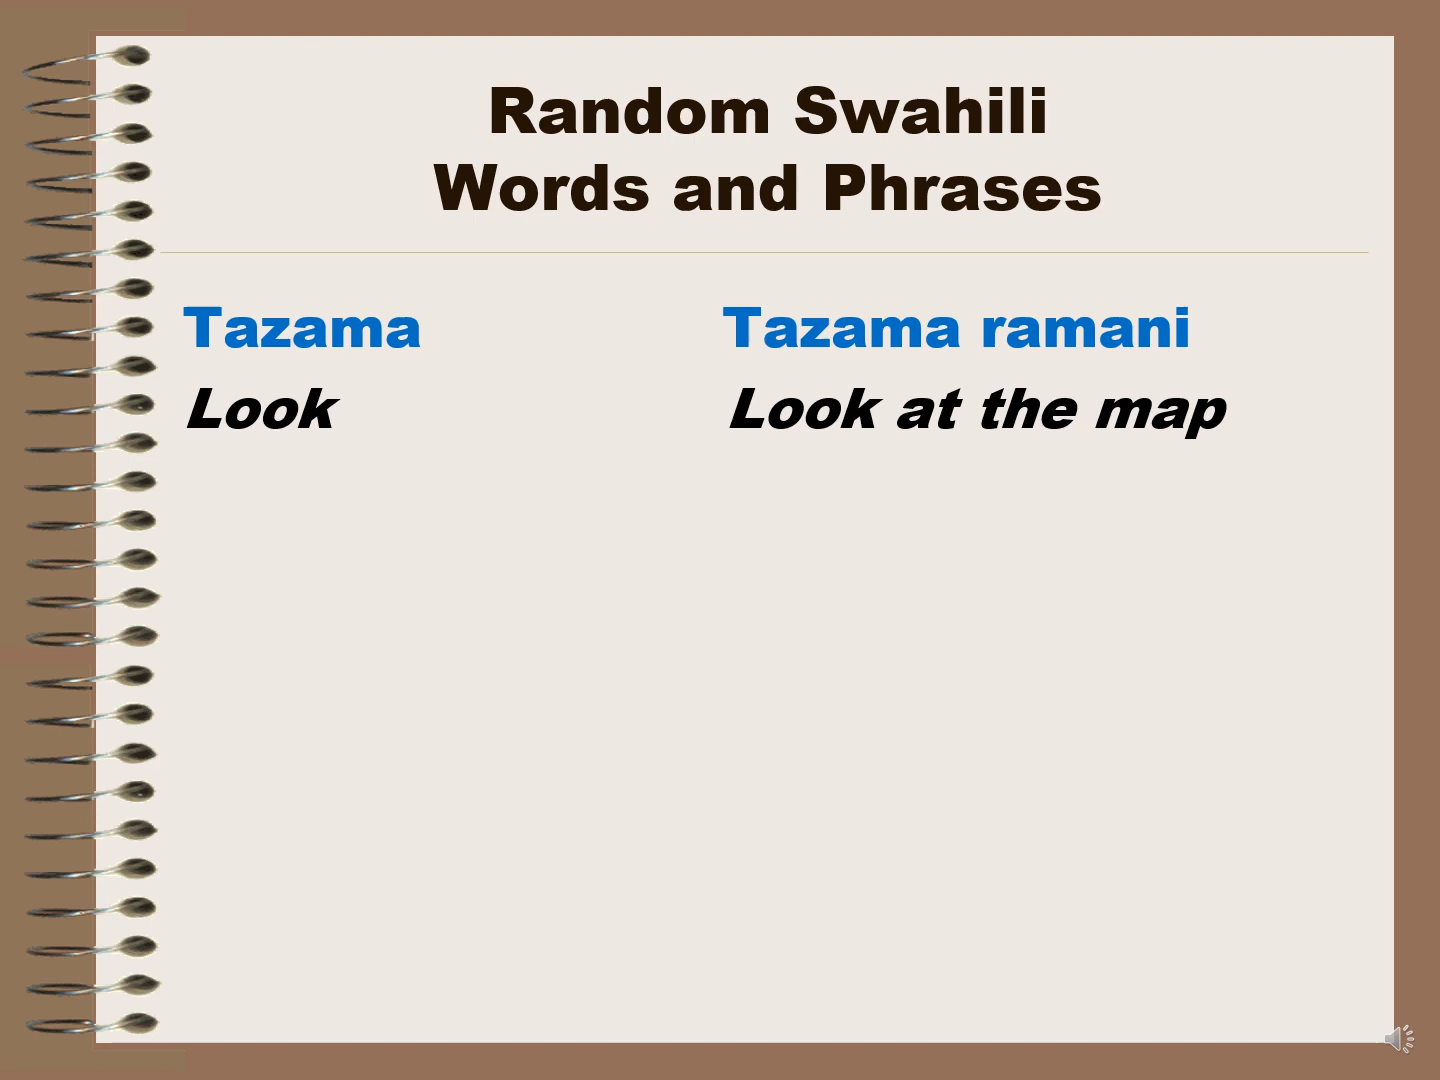 Random Swahili
Words and Phrases
Tazama
Look
Tazama ramani
Look at the map